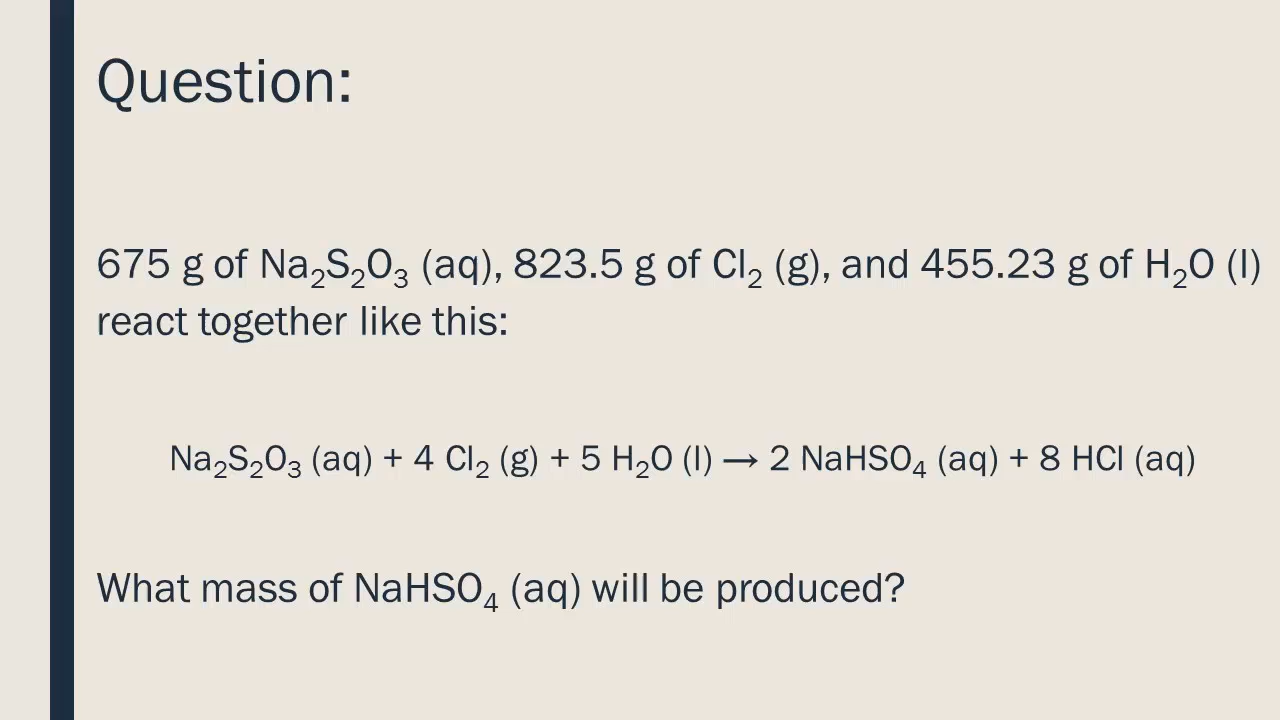 Question:
675 g of Na₂S₂O₃ (aq), 823.5 g of Cl₂ (g), and 455.23 g of H₂O (l)
react together like this:
Na₂S₂O₃ (aq) + 4 Cl₂ (g) + 5 H₂O (l) → 2 NaHSO₄ (aq) + 8 HCl (aq)
What mass of NaHSO₄ (aq) will be produced?